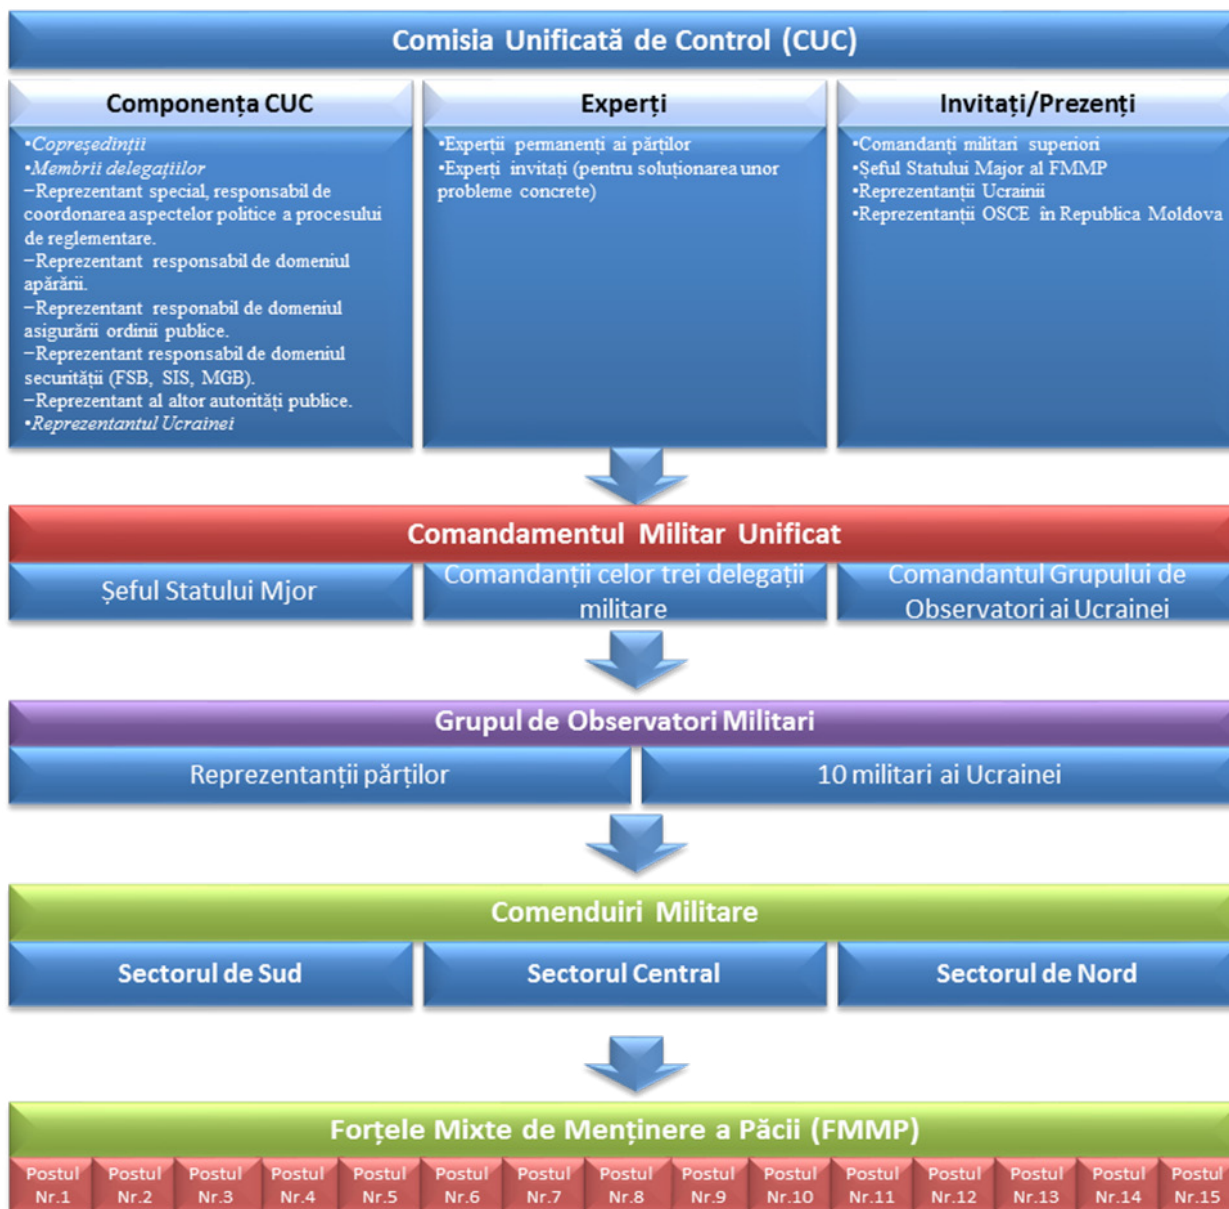 Comisia Unificată de Control (CUC)
Componența CUC
•Copreședinții
•Membrii delegațiilor
–Reprezentant special, responsabil de
coordonarea aspectelor politice a procesului
de reglementare.
–Reprezentant responsabil de domeniul
apărării.
–Reprezentant responabil de domeniul
asigurării ordinii publice.
–Reprezentant responsabil de domeniul
securității (FSB, SIS, MGB).
–Reprezentant al altor autorități publice.
•Reprezentantul Ucrainei
Experți
•Experții permanenți ai părților
•Experți invitați (pentru soluționarea unor
probleme concrete)
Invitați/Prezenți
•Comandanți militari superiori
•Șeful Statului Major al FMMP
•Reprezentanții Ucrainii
•Reprezentanții OSCE în Republica Moldova
Comandamentul Militar Unificat
Șeful Statului Mjor
Comandanții celor trei delegații
militare
Comandantul Grupului de
Observatori ai Ucrainei
Grupul de Observatori Militari
Reprezentanții părților
10 militari ai Ucrainei
Comenduiri Militare
Sectorul de Sud
Sectorul Central
Sectorul de Nord
Forțele Mixte de Menținere a Păcii (FMMP)
Postul
Nr.1
Postul
Nr.2
Postul
Nr.3
Postul
Nr.4
Postul
Nr.5
Postul
Nr.6
Postul
Nr.7
Postul
Nr.8
Postul
Nr.9
Postul
Nr.10
Postul
Nr.11
Postul
Nr.12
Postul
Nr.13
Postul
Nr.14
Postul
Nr.15